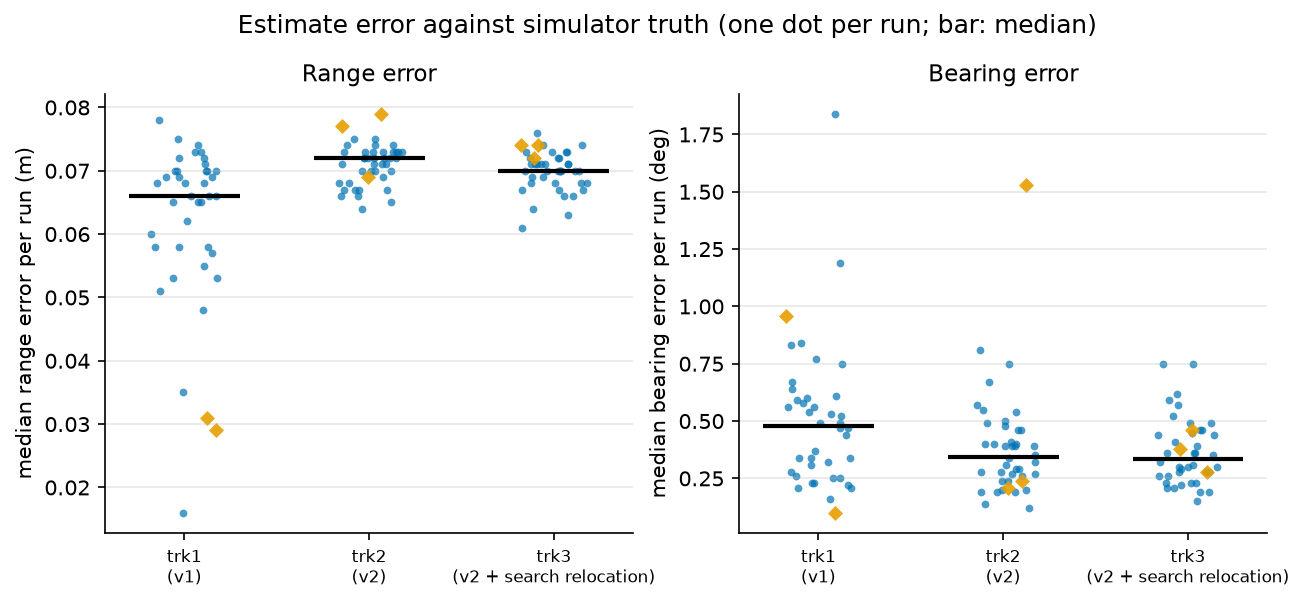 Estimate error against simulator truth (one dot per run; bar: median)
Range error
median range error per run (m)
0.08
0.07
0.06
0.05
0.04
0.03
0.02
trk1
(v1)
trk2
(v2)
trk3
(v2 + search relocation)
Bearing error
median bearing error per run (deg)
1.75
1.50
1.25
1.00
0.75
0.50
0.25
trk1
(v1)
trk2
(v2)
trk3
(v2 + search relocation)